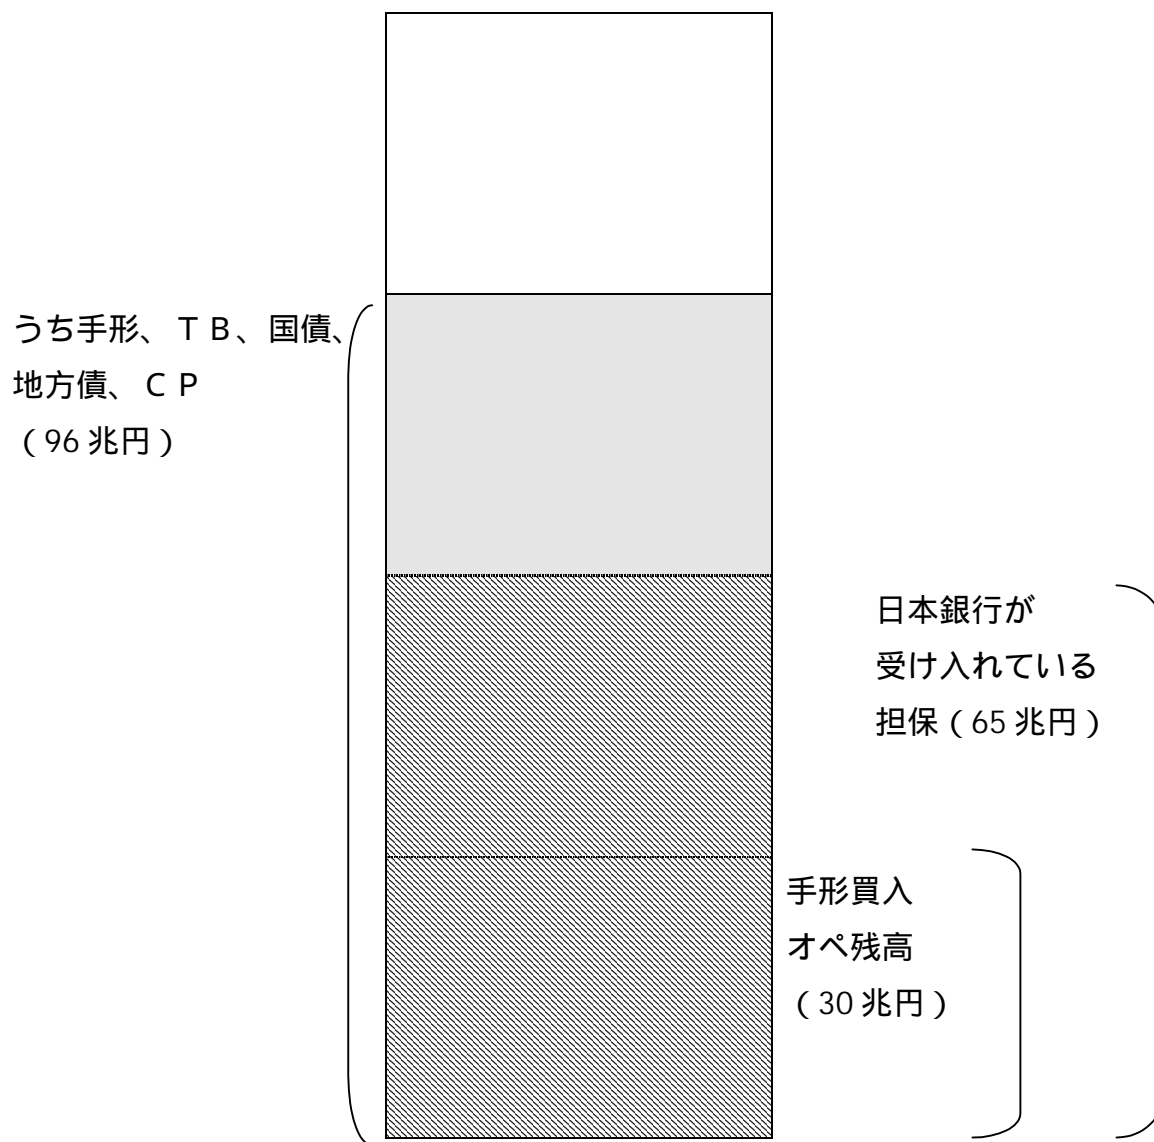 うち手形、ＴＢ、国債、
地方債、ＣＰ
（96 兆円）
日本銀行が
受け入れている
担保（65 兆円）
手形買入
オペ残高
（30 兆円）